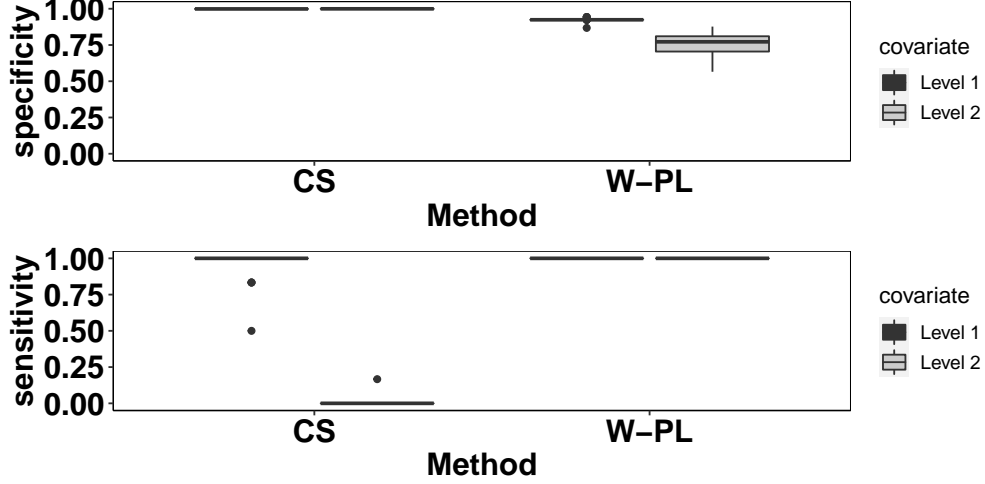 specificity
1.00
0.75
0.50
0.25
0.00
CS
W–PL
Method
covariate
Level 1
Level 2
sensitivity
1.00
0.75
0.50
0.25
0.00
CS
W–PL
Method
covariate
Level 1
Level 2